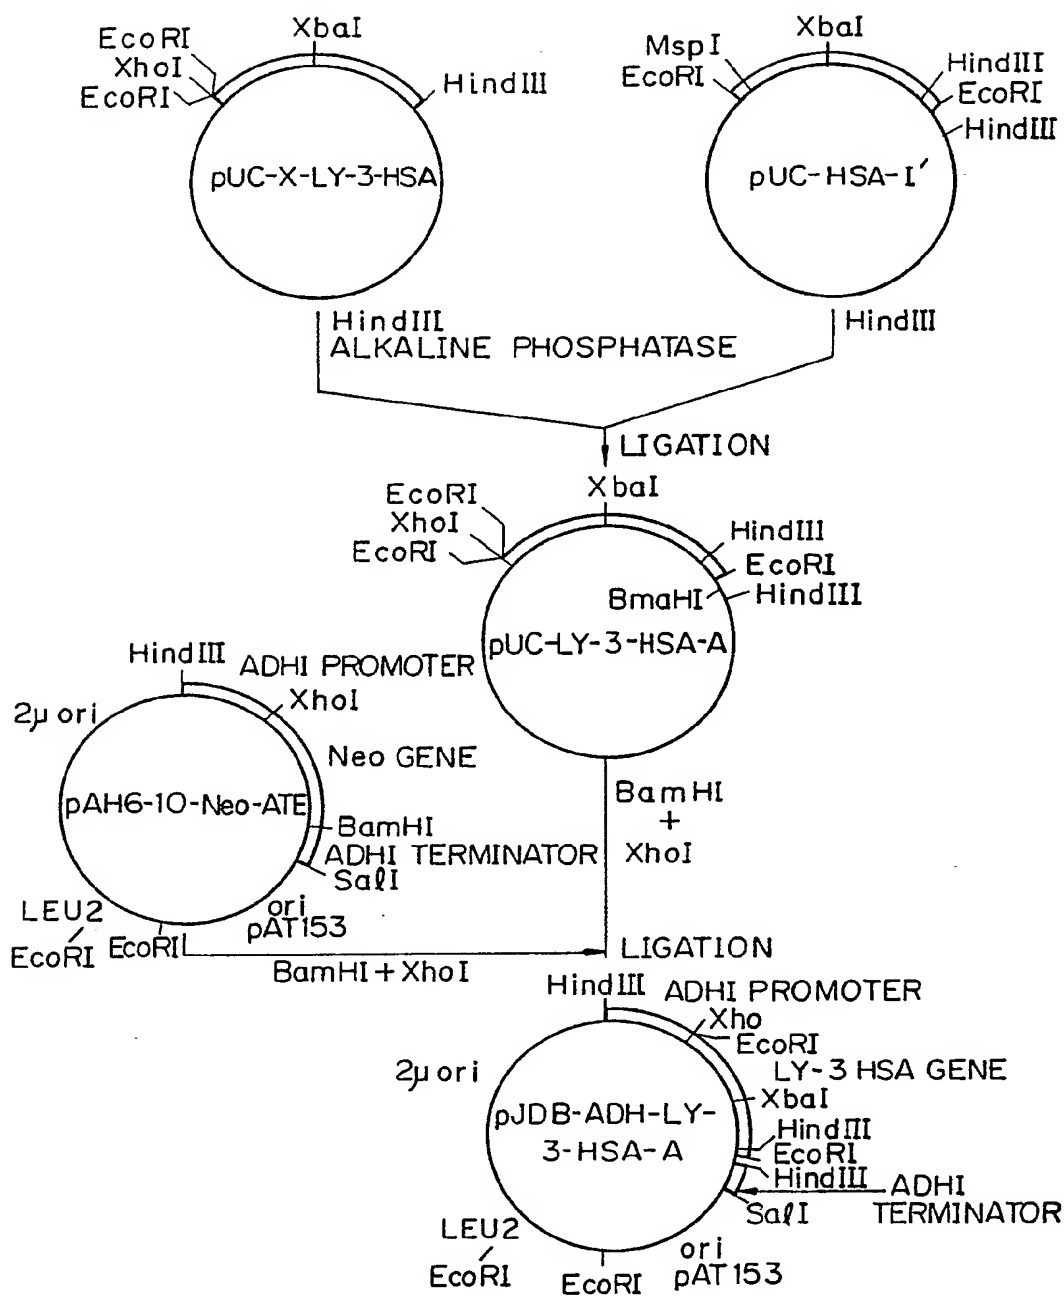 EcoRI
XhoI
EcoRI
XbaI
HindIII
pUC-X-LY-3-HSA
MspI
EcoRI
XbaI
HindIII
EcoRI
HindIII
pUC-HSA-I′
HindIII
ALKALINE PHOSPHATASE
HindIII
LIGATION
EcoRI
XhoI
EcoRI
XbaI
HindIII
EcoRI
BmaHI
HindIII
pUC-LY-3-HSA-A
HindIII
ADHI PROMOTER
XhoI
2μ ori
Neo GENE
pAH6-10-Neo-ATE
BamHI
ADHI TERMINATOR
SalI
LEU2
EcoRI
EcoRI
ori
pAT153
BamHI
+
XhoI
BamHI+XhoI
LIGATION
HindIII
ADHI PROMOTER
Xho
EcoRI
LY-3 HSA GENE
2μ ori
XbaI
pJDB-ADH-LY-
3-HSA-A
HindIII
EcoRI
HindIII
ADHI
TERMINATOR
SalI
LEU2
EcoRI
EcoRI
ori
pAT153